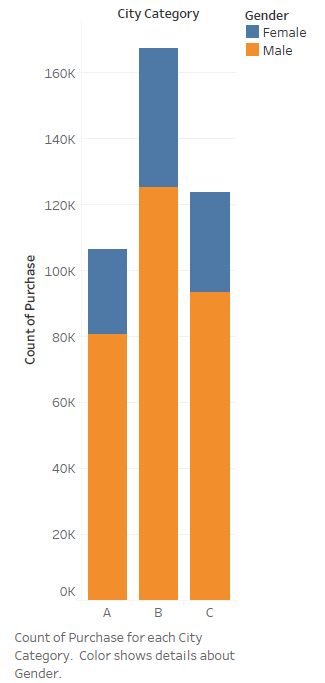 City Category
Gender
Female
Male
160K
140K
120K
100K
80K
60K
40K
20K
0K
Count of Purchase
A B C
Count of Purchase for each City
Category. Color shows details about
Gender.